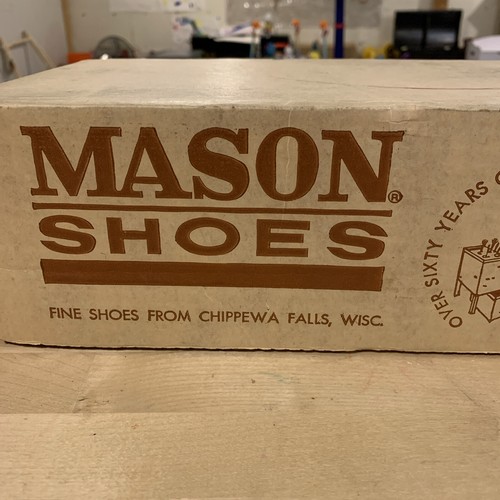 MASON®
SHOES
FINE SHOES FROM CHIPPEWA FALLS, WISC.
OVER SIXTY YEARS